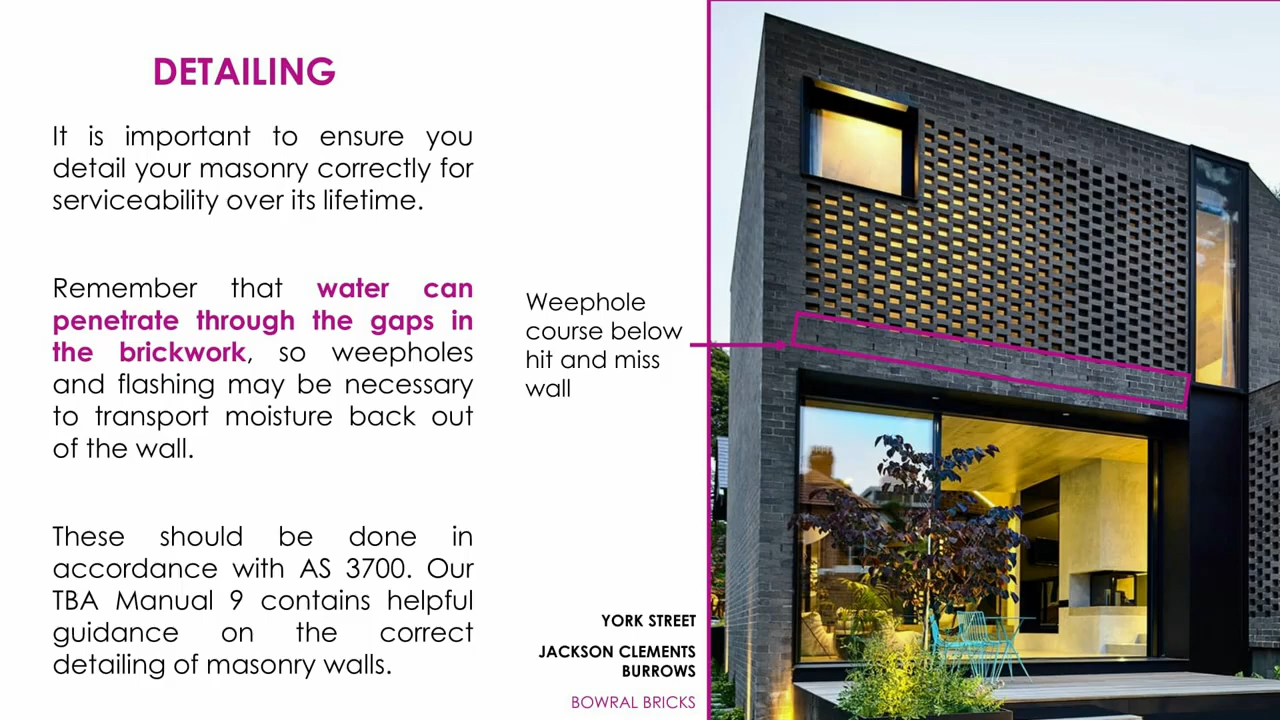 DETAILING
It is important to ensure you
detail your masonry correctly for
serviceability over its lifetime.
Remember that water can
penetrate through the gaps in
the brickwork, so weepholes
and flashing may be necessary
to transport moisture back out
of the wall.
These should be done in
accordance with AS 3700. Our
TBA Manual 9 contains helpful
guidance on the correct
detailing of masonry walls.
Weephole
course below
hit and miss
wall
YORK STREET
JACKSON CLEMENTS
BURROWS
BOWRAL BRICKS